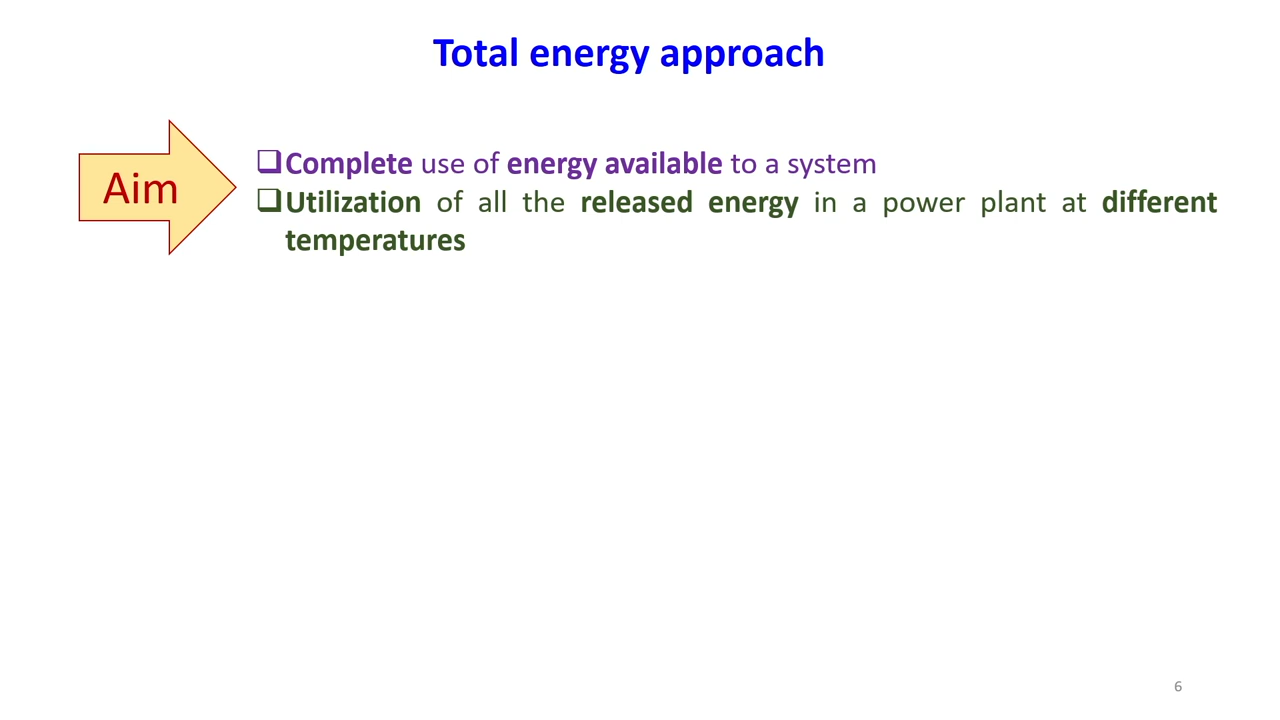 Total energy approach
Aim
❑Complete use of energy available to a system
❑Utilization of all the released energy in a power plant at different
temperatures
6